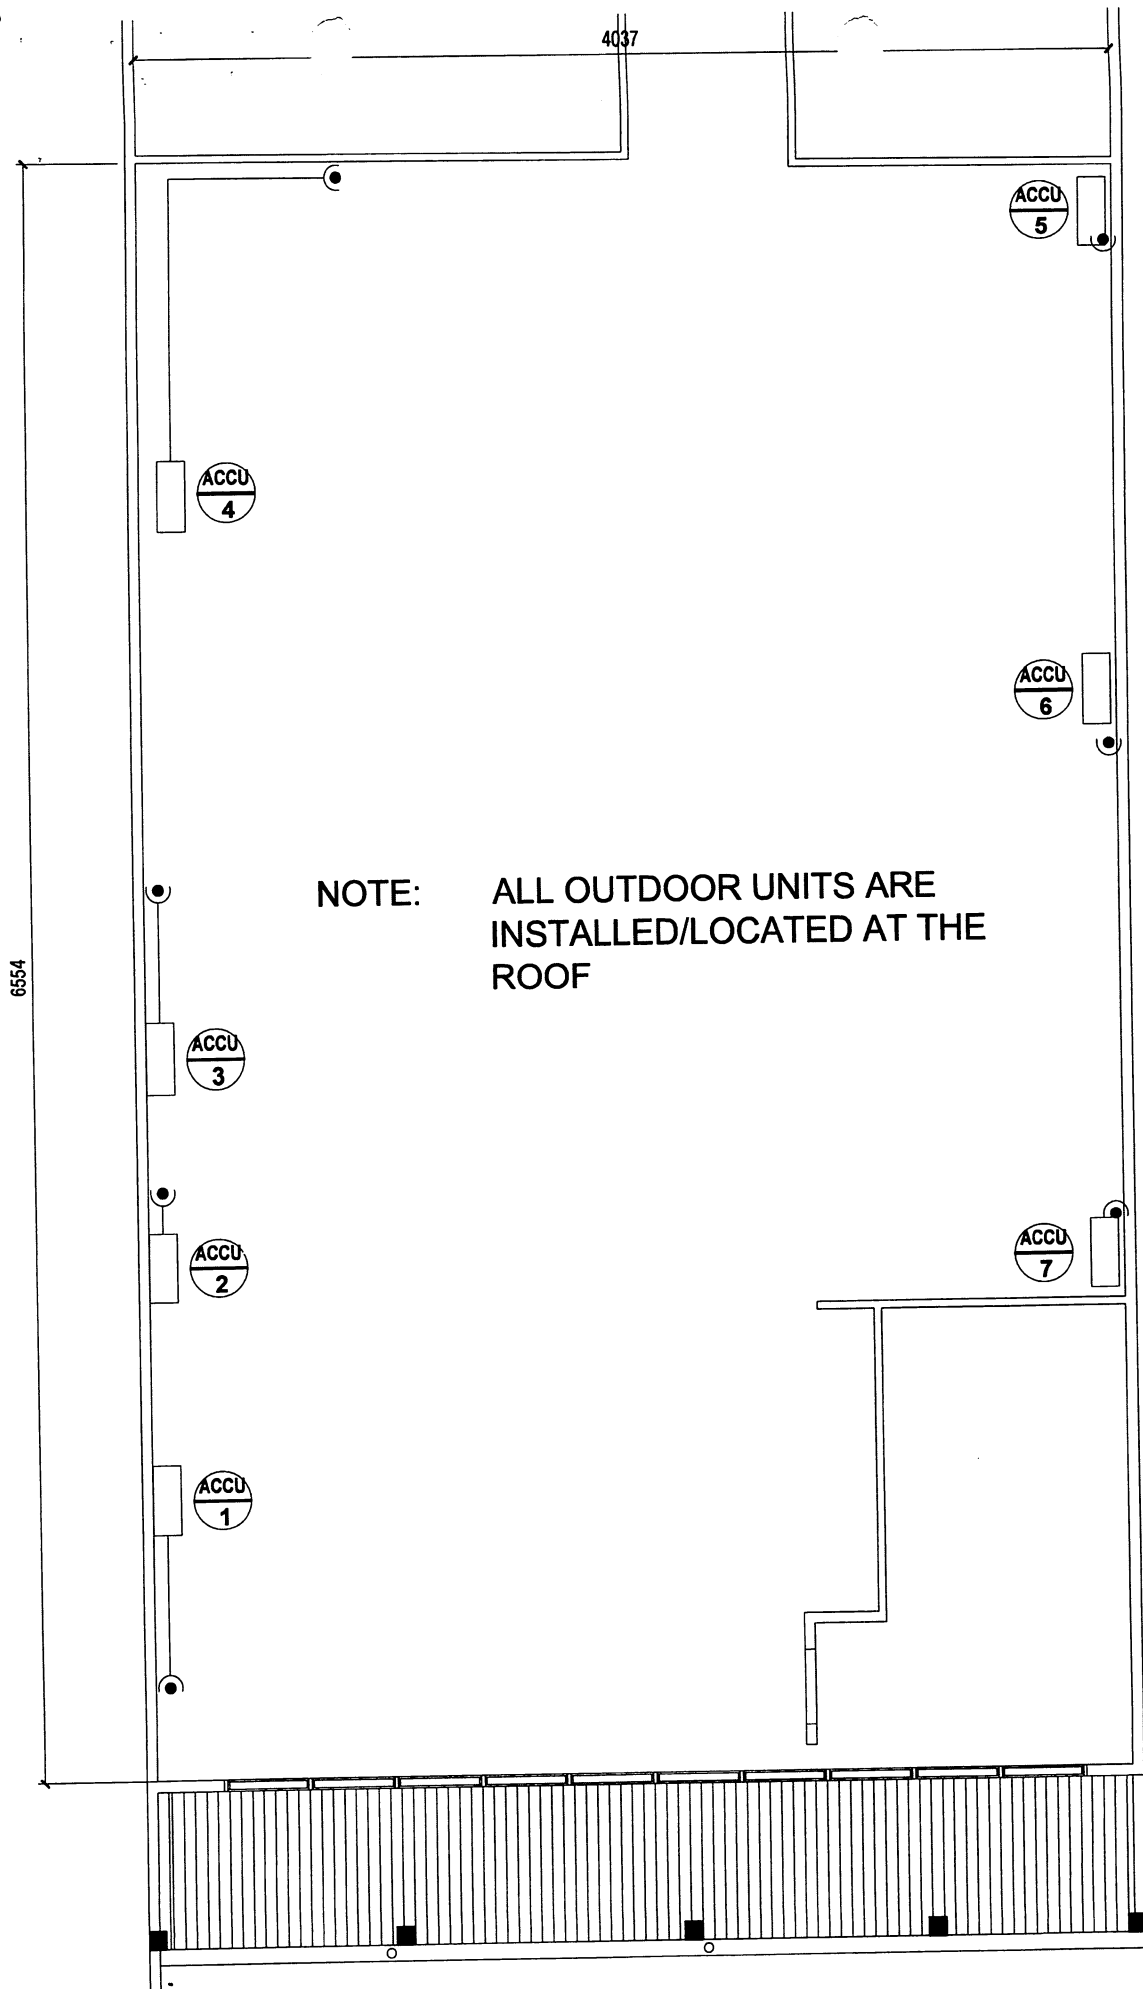 4037
ACCU
5
ACCU
4
ACCU
6
NOTE: ALL OUTDOOR UNITS ARE
INSTALLED/LOCATED AT THE
ROOF
6554
ACCU
3
ACCU
2
ACCU
7
ACCU
1